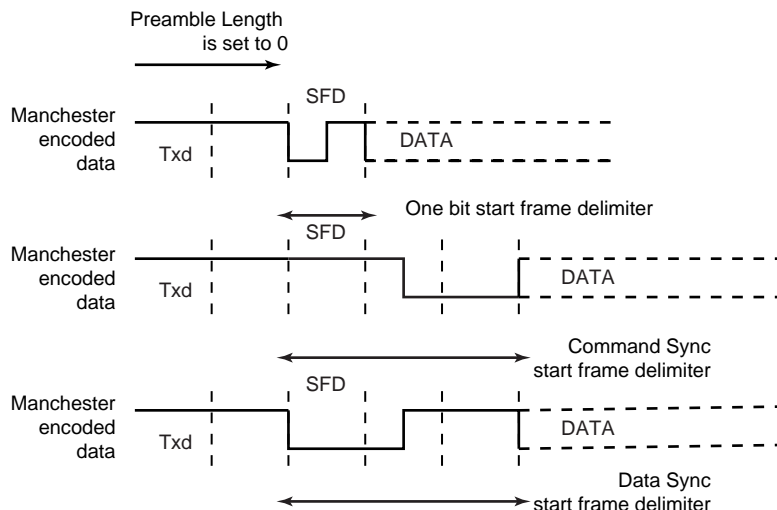 Preamble Length
is set to 0
SFD
Manchester
encoded
data
Txd
DATA
One bit start frame delimiter
SFD
Manchester
encoded
data
Txd
DATA
Command Sync
start frame delimiter
SFD
Manchester
encoded
data
Txd
DATA
Data Sync
start frame delimiter